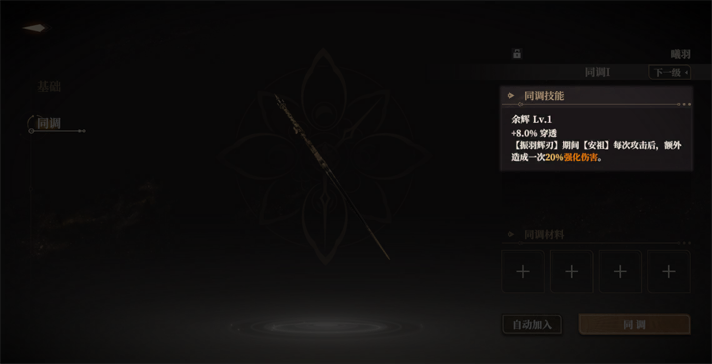 曦羽
同调I
下一级
基础
同调
同调技能
余辉 Lv.1
+8.0% 穿透
【振羽辉刃】期间【安祖】每次攻击后，额外
造成一次20%强化伤害。
同调材料
自动加入
同调